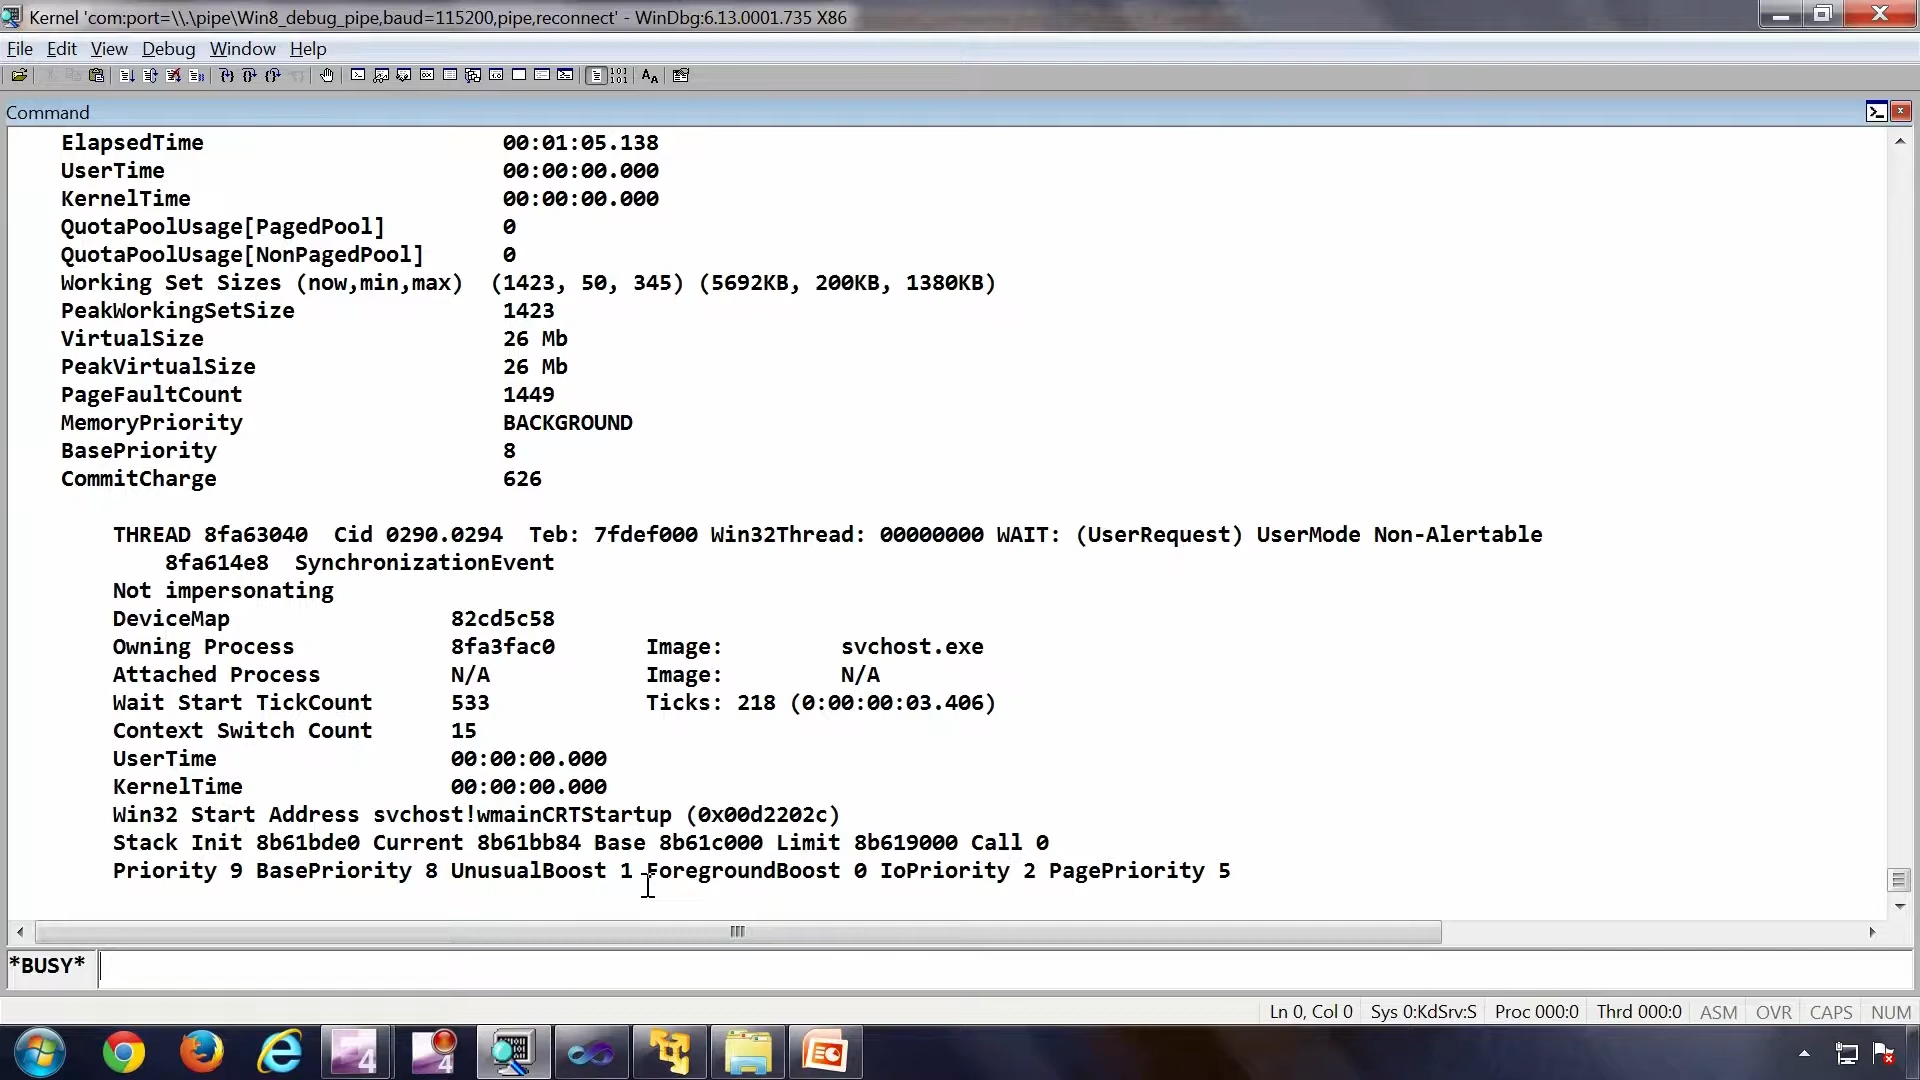 Kernel 'com:port=\\.\pipe\Win8_debug_pipe,baud=115200,pipe,reconnect' - WinDbg:6.13.0001.735 X86
File Edit View Debug Window Help
Command
ElapsedTime 00:01:05.138
UserTime 00:00:00.000
KernelTime 00:00:00.000
QuotaPoolUsage[PagedPool] 0
QuotaPoolUsage[NonPagedPool] 0
Working Set Sizes (now,min,max) (1423, 50, 345) (5692KB, 200KB, 1380KB)
PeakWorkingSetSize 1423
VirtualSize 26 Mb
PeakVirtualSize 26 Mb
PageFaultCount 1449
MemoryPriority BACKGROUND
BasePriority 8
CommitCharge 626
THREAD 8fa63040 Cid 0290.0294 Teb: 7fdef000 Win32Thread: 00000000 WAIT: (UserRequest) UserMode Non-Alertable
8fa614e8 SynchronizationEvent
Not impersonating
DeviceMap 82cd5c58
Owning Process 8fa3fac0 Image: svchost.exe
Attached Process N/A Image: N/A
Wait Start TickCount 533 Ticks: 218 (0:00:00:03.406)
Context Switch Count 15
UserTime 00:00:00.000
KernelTime 00:00:00.000
Win32 Start Address svchost!wmainCRTStartup (0x00d2202c)
Stack Init 8b61bde0 Current 8b61bb84 Base 8b61c000 Limit 8b619000 Call 0
Priority 9 BasePriority 8 UnusualBoost 1 ForegroundBoost 0 IoPriority 2 PagePriority 5
*BUSY*
Ln 0, Col 0 Sys 0:KdSrv:S Proc 000:0 Thrd 000:0 ASM OVR CAPS NUM